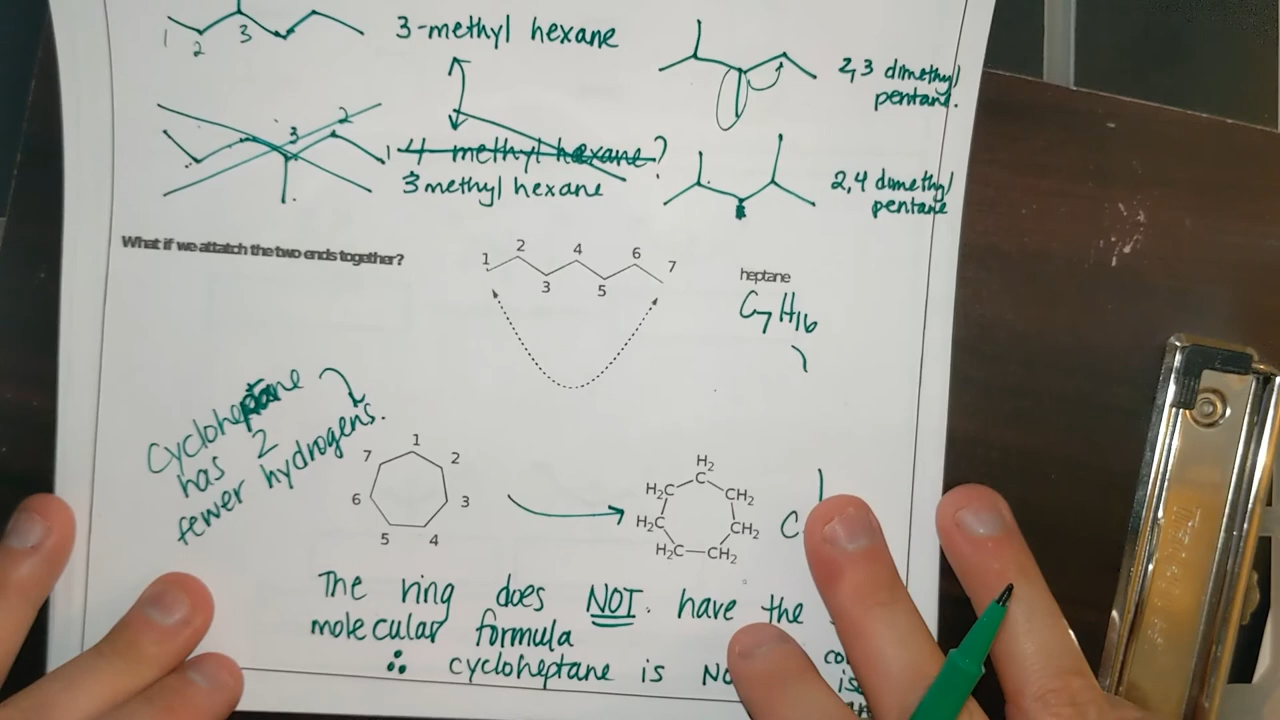 1 2 3
3-methyl hexane
3 2 1
4 methyl hexane?
3 methyl hexane
2,3 dimethyl
pentane.
2,4 dimethyl
pentane
What if we attatch the two ends together?
1 2 3 4 5 6 7
heptane
C7H16
Cycloheptane
has 2
fewer hydrogens.
1 2 3 4 5 6 7
H2
C
H2C CH2
H2C CH2
H2C CH2
C
The ring does NOT have the
molecular formula
∴ cycloheptane is